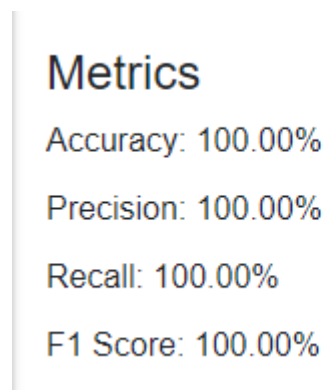 Metrics
Accuracy: 100.00%
Precision: 100.00%
Recall: 100.00%
F1 Score: 100.00%